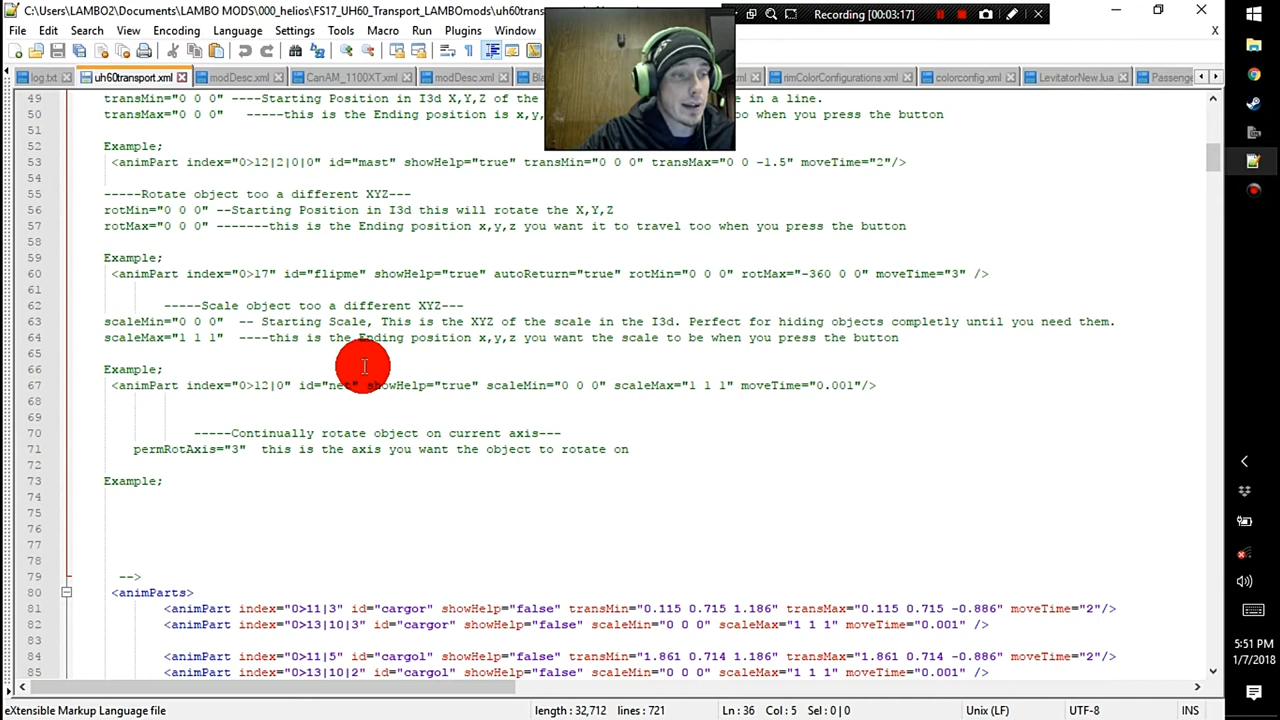 C:\Users\LAMBO2\Documents\LAMBO MODS\000_helios\FS17_UH60_Transport_LAMBOmods\uh60trans
Recording [00:03:17]
File Edit Search View Encoding Language Settings Tools Macro Run Plugins Window
X
log.txt uh60transport.xml modDesc.xml CanAM_1100XT.xml modDesc.xml rimColorConfigurations.xml colorconfig.xml LevitatorNew.lua Passenge
49 transMin="0 0 0" ----Starting Position in I3d X,Y,Z of the e in a line.
50 transMax="0 0 0" -----this is the Ending position is x,y, too when you press the button
51
52 Example;
53 <animPart index="0>12|2|0|0" id="mast" showHelp="true" transMin="0 0 0" transMax="0 0 -1.5" moveTime="2"/>
54
55 -----Rotate object too a different XYZ---
56 rotMin="0 0 0" --Starting Position in I3d this will rotate the X,Y,Z
57 rotMax="0 0 0" -------this is the Ending position x,y,z you want it to travel too when you press the button
58
59 Example;
60 <animPart index="0>17" id="flipme" showHelp="true" autoReturn="true" rotMin="0 0 0" rotMax="-360 0 0" moveTime="3" />
61
62 -----Scale object too a different XYZ---
63 scaleMin="0 0 0" -- Starting Scale, This is the XYZ of the scale in the I3d. Perfect for hiding objects completly until you need them.
64 scaleMax="1 1 1" ----this is the Ending position x,y,z you want the scale to be when you press the button
65
66 Example;
67 <animPart index="0>12|0" id="net" showHelp="true" scaleMin="0 0 0" scaleMax="1 1 1" moveTime="0.001"/>
68
69
70 -----Continually rotate object on current axis---
71 permRotAxis="3" this is the axis you want the object to rotate on
72
73 Example;
74
75
76
77
78
79 -->
80 <animParts>
81 <animPart index="0>11|3" id="cargor" showHelp="false" transMin="0.115 0.715 1.186" transMax="0.115 0.715 -0.886" moveTime="2"/>
82 <animPart index="0>13|10|3" id="cargor" showHelp="false" scaleMin="0 0 0" scaleMax="1 1 1" moveTime="0.001" />
83
84 <animPart index="0>11|5" id="cargol" showHelp="false" transMin="1.861 0.714 1.186" transMax="1.861 0.714 -0.886" moveTime="2"/>
85 <animPart index="0>13|10|2" id="cargol" showHelp="false" scaleMin="0 0 0" scaleMax="1 1 1" moveTime="0.001" />
5:51 PM
1/7/2018
eXtensible Markup Language file length : 32,712 lines : 721 Ln : 36 Col : 5 Sel : 0 | 0 Unix (LF) UTF-8 INS